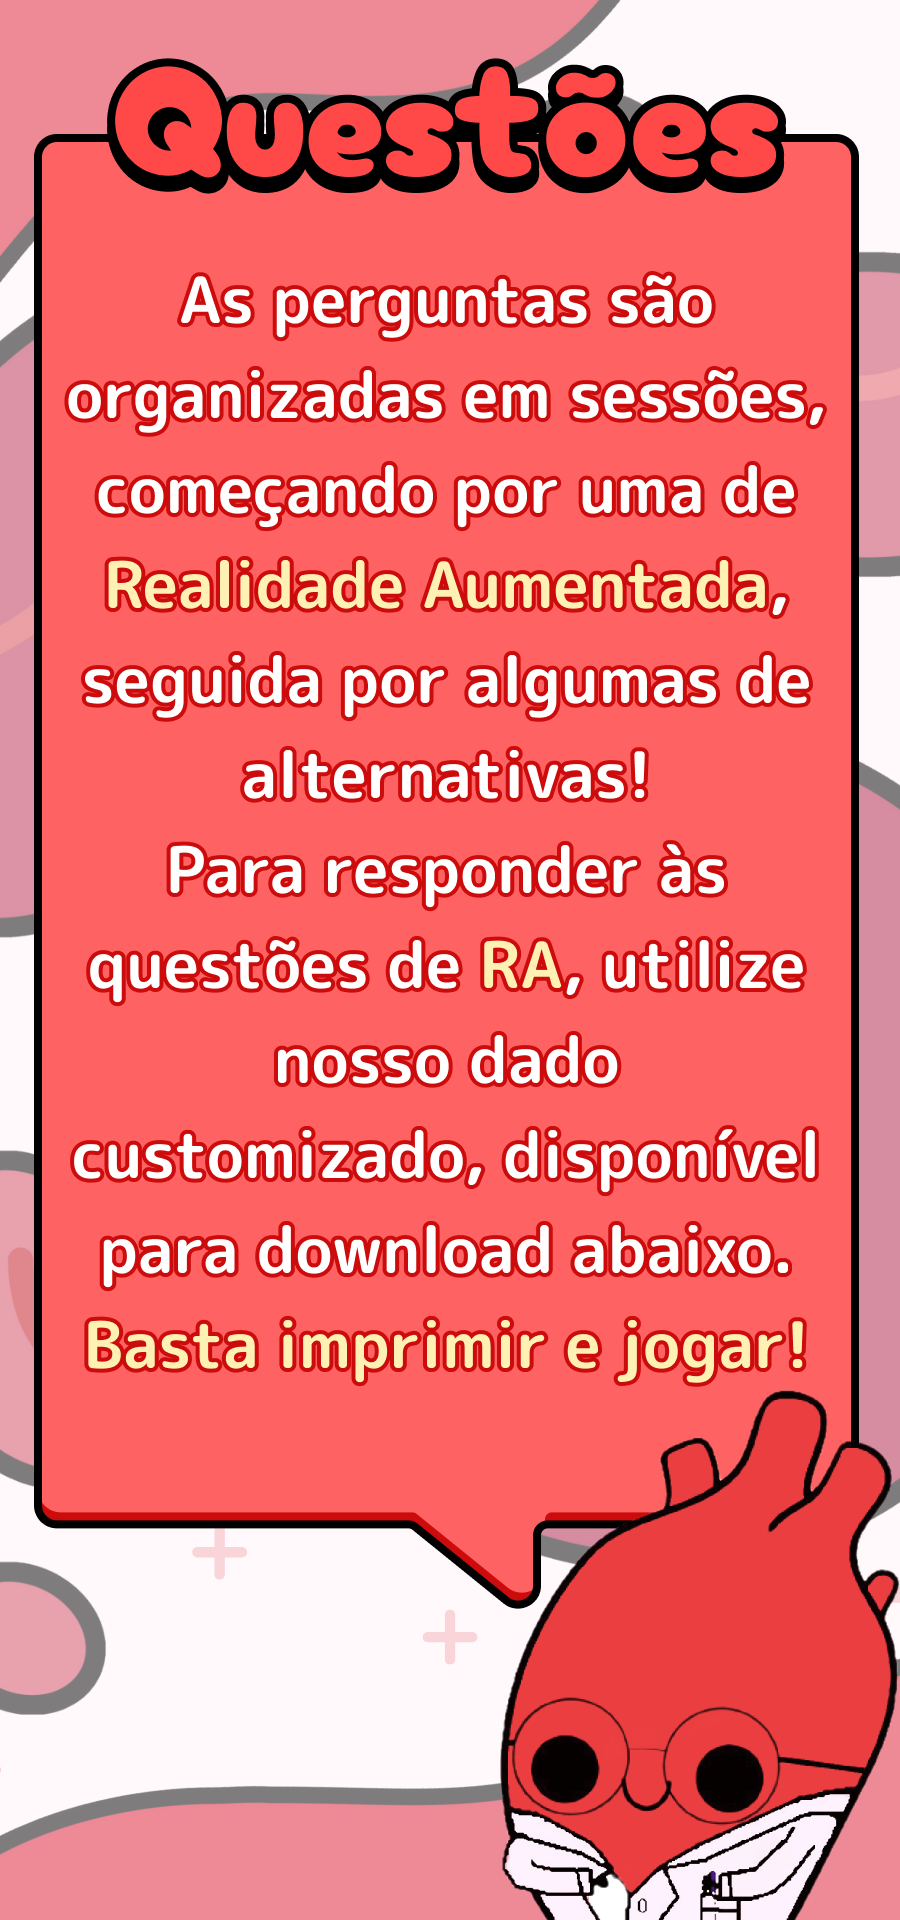 Questões
As perguntas são
organizadas em sessões,
começando por uma de
Realidade Aumentada,
seguida por algumas de
alternativas!
Para responder às
questões de RA, utilize
nosso dado
customizado, disponível
para download abaixo.
Basta imprimir e jogar!